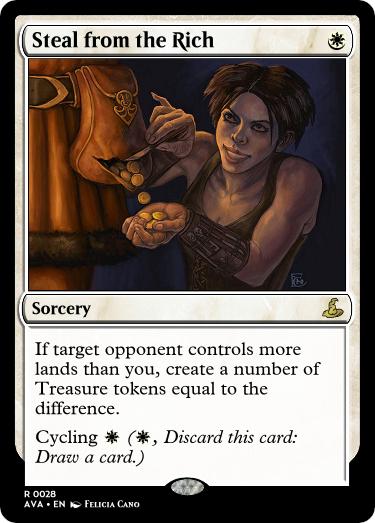 Steal from the Rich
Sorcery
If target opponent controls more
lands than you, create a number of
Treasure tokens equal to the
difference.
Cycling (, Discard this card:
Draw a card.)
R 0028
AVA • EN Felicia Cano